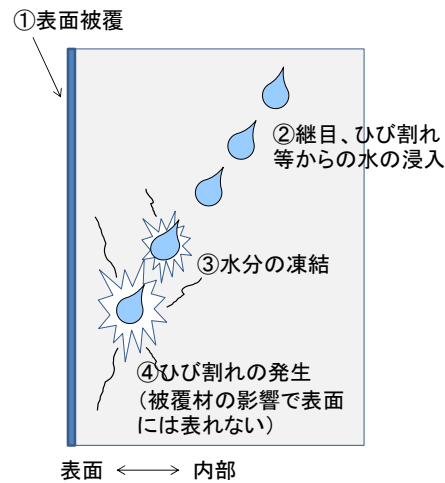 ①表面被覆
②継目、ひび割れ
等からの水の浸入
③水分の凍結
④ひび割れの発生
（被覆材の影響で表面
には表れない）
表面 ←→ 内部